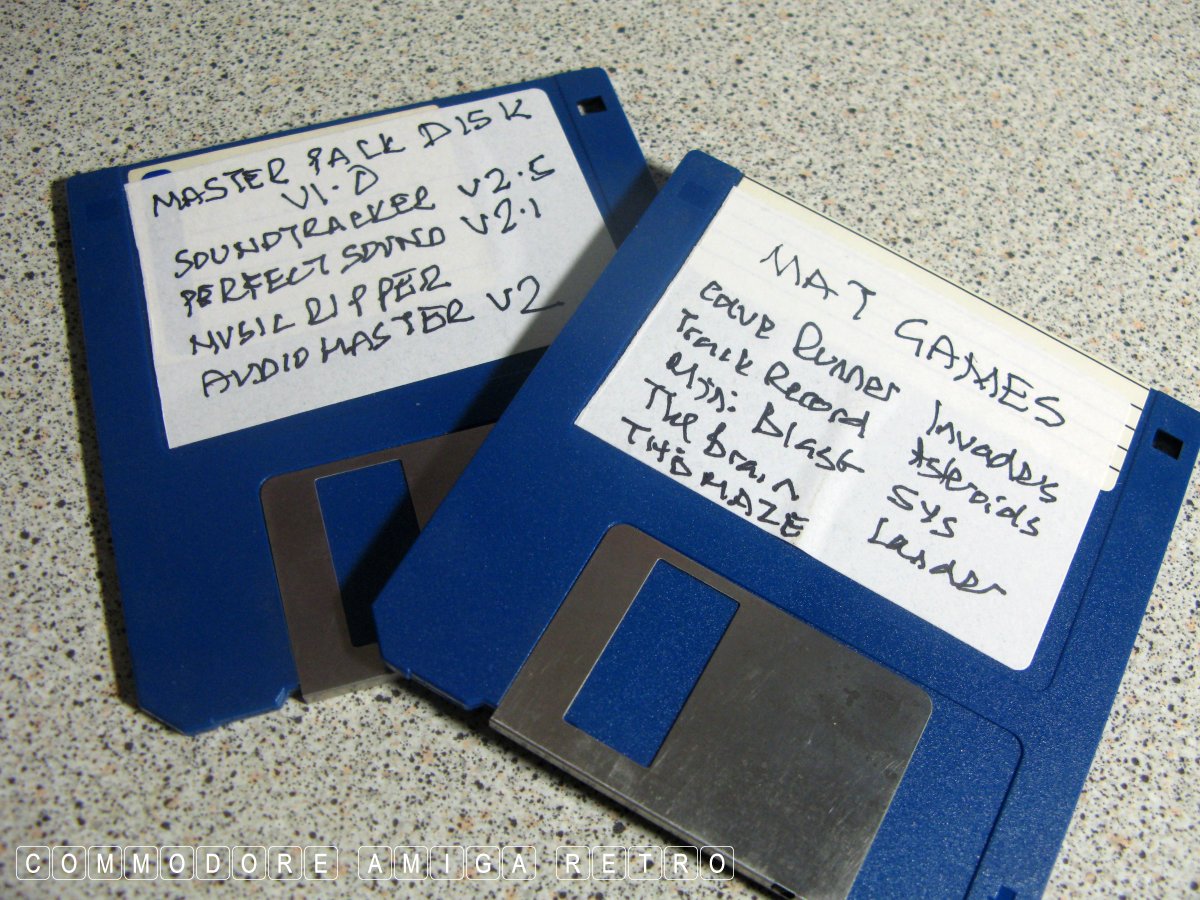 MASTER PACK DISK
V1.0
SOUNDTRACKER V2.5
PERFECT SOUND V2.1
MUSIC RIPPER
AUDIO MASTER V2
MAT GAMES
Cave Runner Invaders
Track Record Asteroids
Mini Blast Sys
The Brain Lander
THE MAZE
COMMODORE AMIGA RETRO